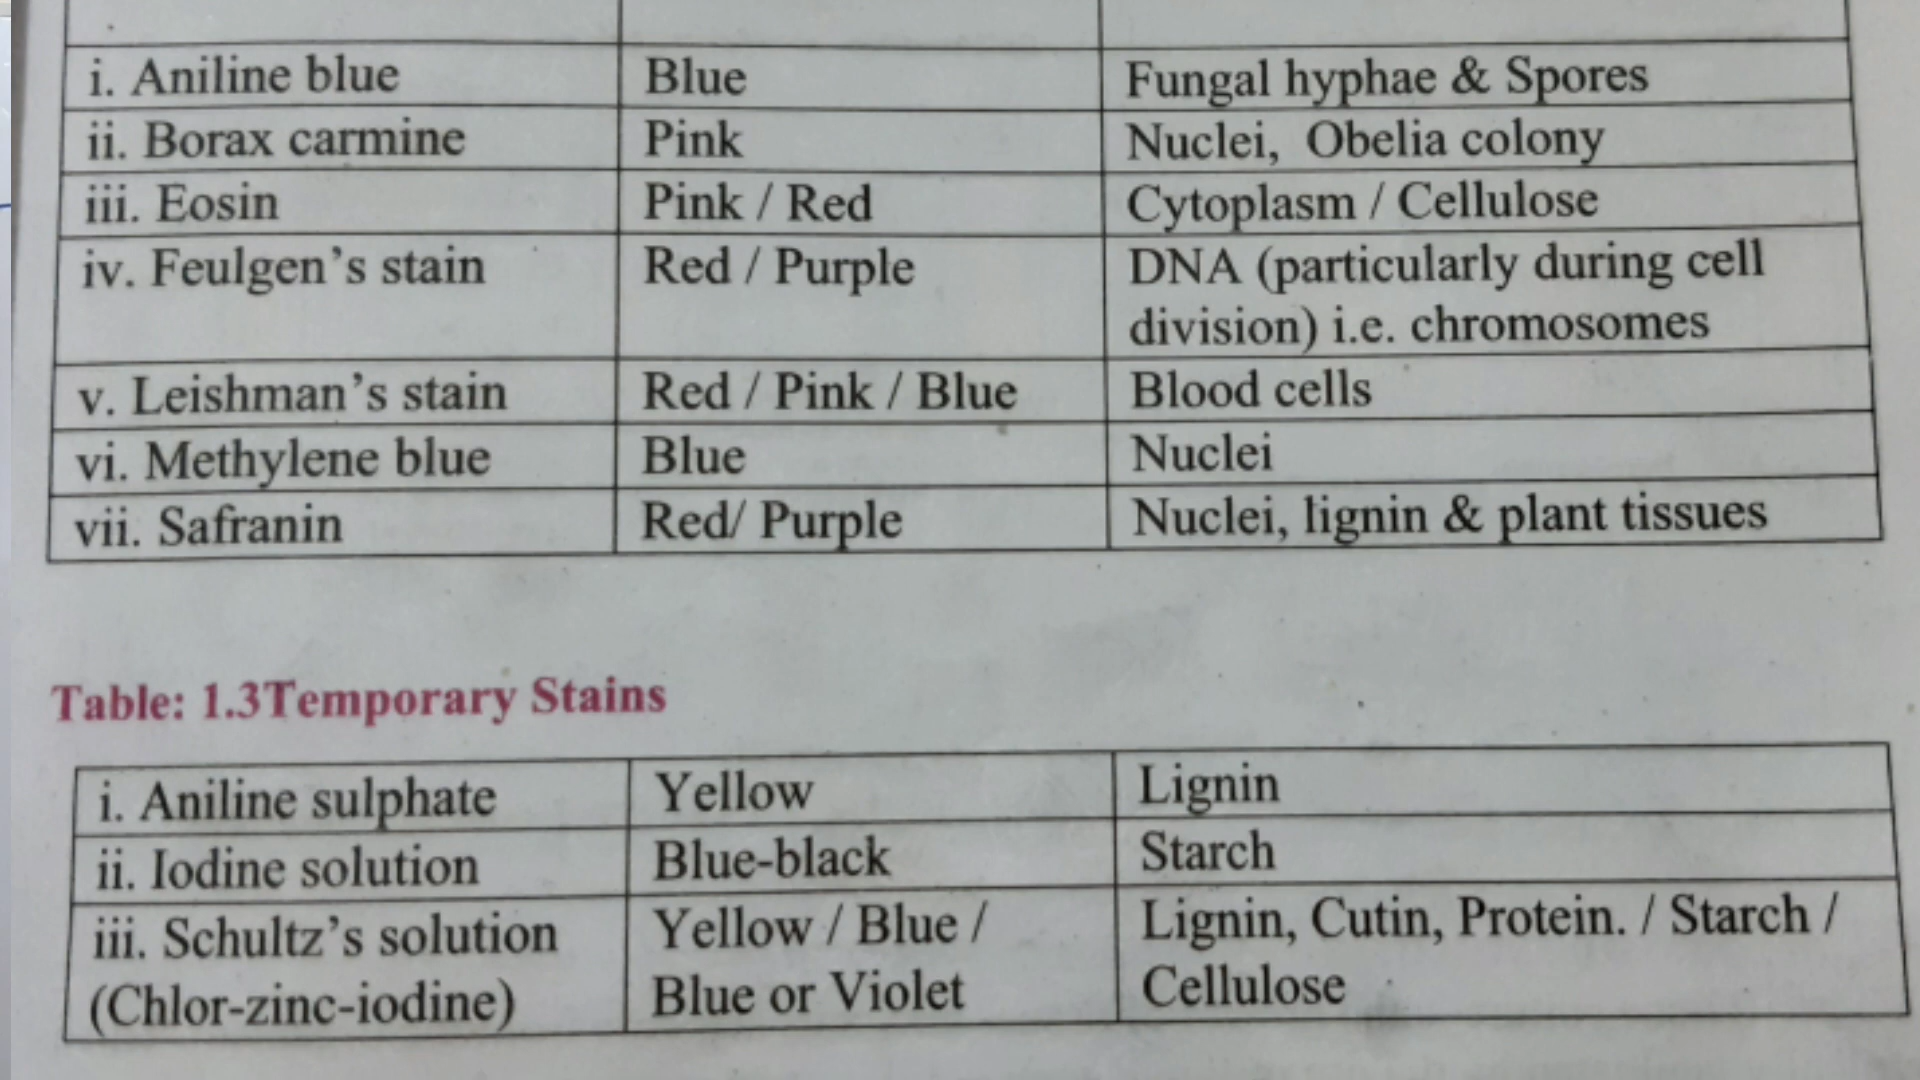 i. Aniline blue Blue Fungal hyphae & Spores
ii. Borax carmine Pink Nuclei, Obelia colony
iii. Eosin Pink / Red Cytoplasm / Cellulose
iv. Feulgen's stain Red / Purple DNA (particularly during cell
division) i.e. chromosomes
v. Leishman's stain Red / Pink / Blue Blood cells
vi. Methylene blue Blue Nuclei
vii. Safranin Red/ Purple Nuclei, lignin & plant tissues
Table: 1.3Temporary Stains
i. Aniline sulphate Yellow Lignin
ii. Iodine solution Blue-black Starch
iii. Schultz's solution Yellow / Blue / Lignin, Cutin, Protein. / Starch /
(Chlor-zinc-iodine) Blue or Violet Cellulose